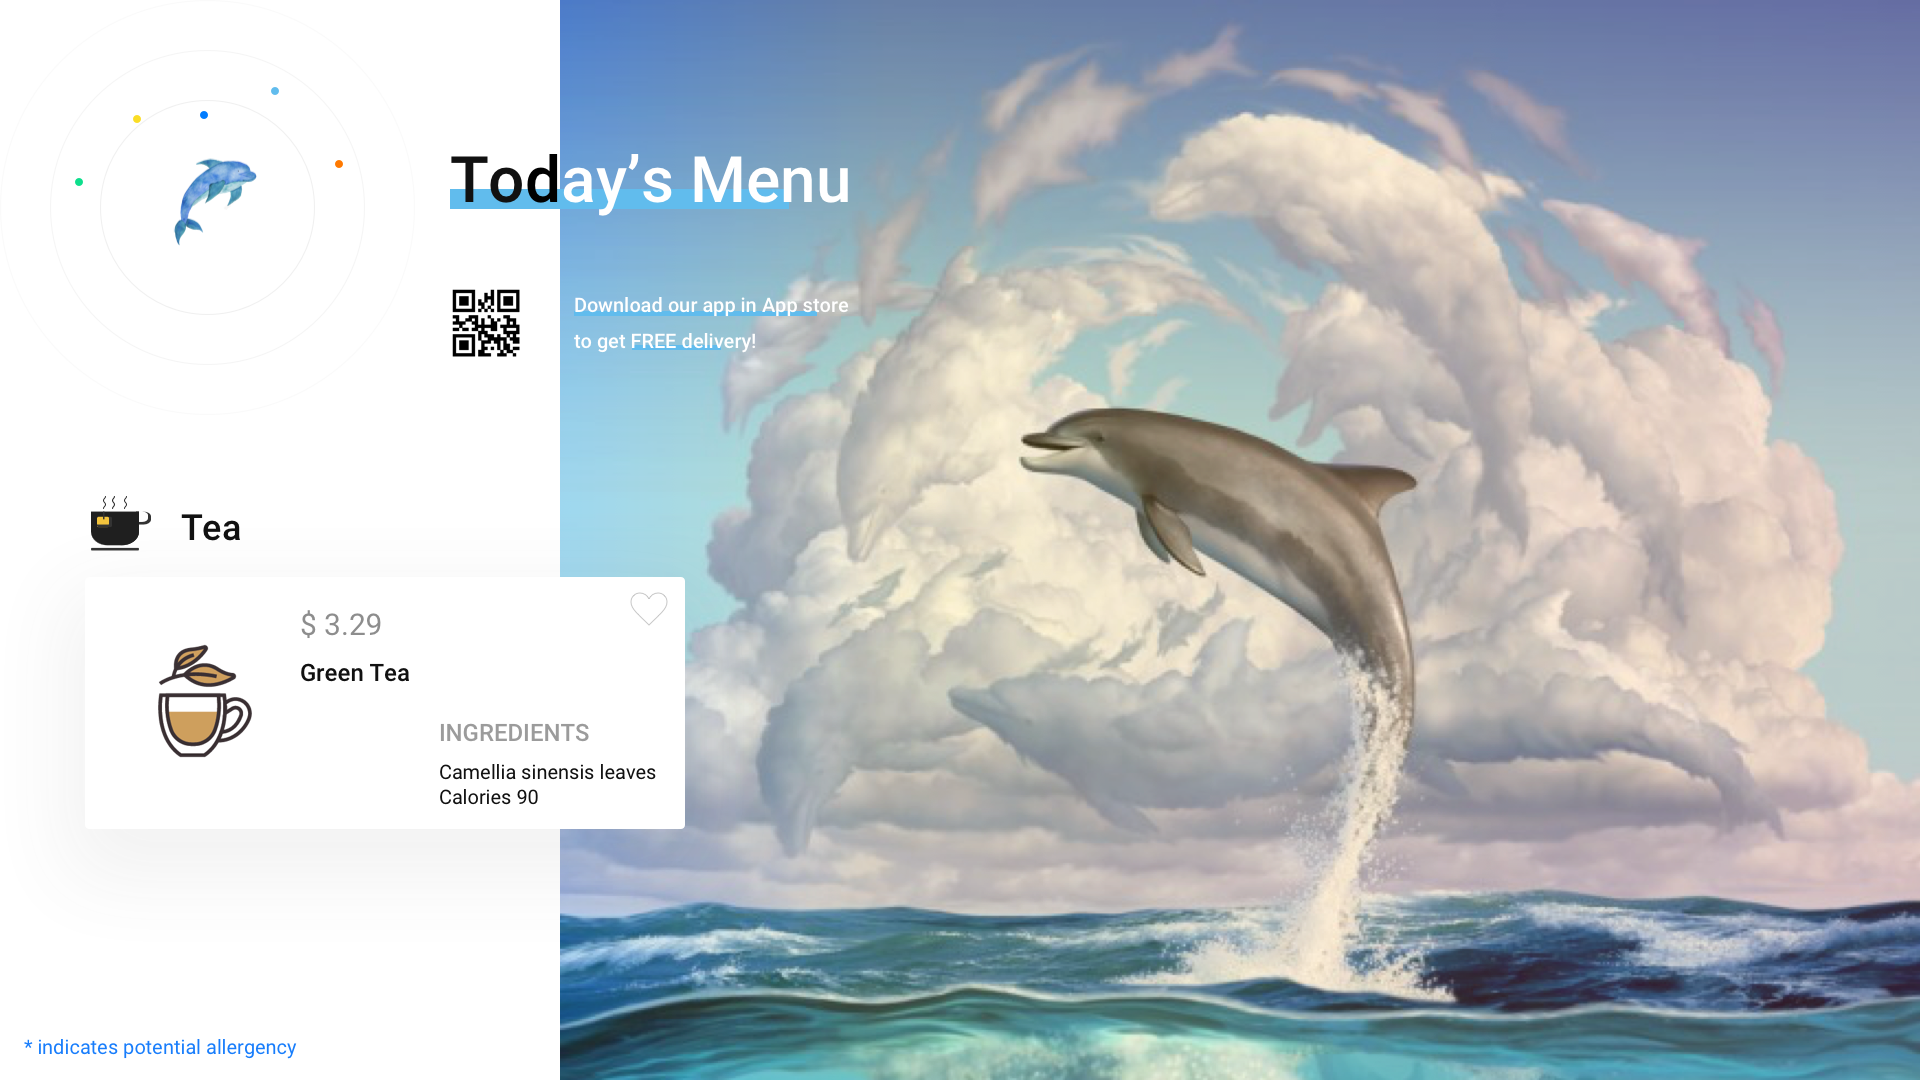 Today’s Menu
Download our app in App store
to get FREE delivery!
Tea
$ 3.29
Green Tea
INGREDIENTS
Camellia sinensis leaves
Calories 90
* indicates potential allergency